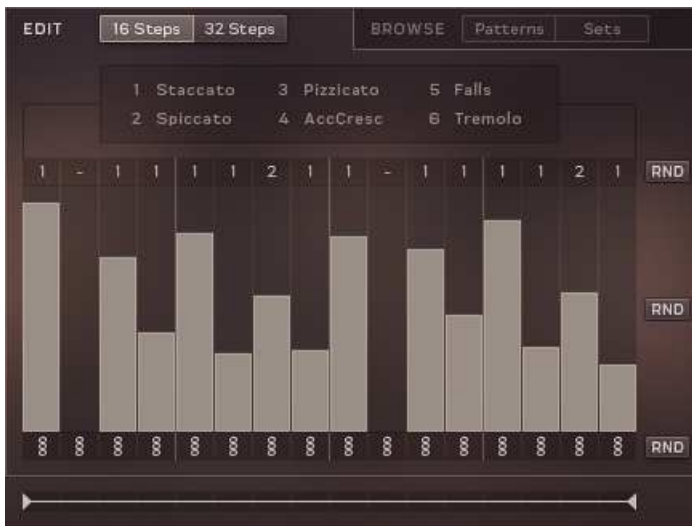 EDIT 16 Steps 32 Steps BROWSE Patterns Sets
1 Staccato 3 Pizzicato 5 Falls
2 Spiccato 4 AccCresc 6 Tremolo
1 - 1 1 1 1 2 1 1 - 1 1 1 1 2 1 RND
RND
8 8 8 8 8 8 8 8 8 8 8 8 8 8 8 8 RND